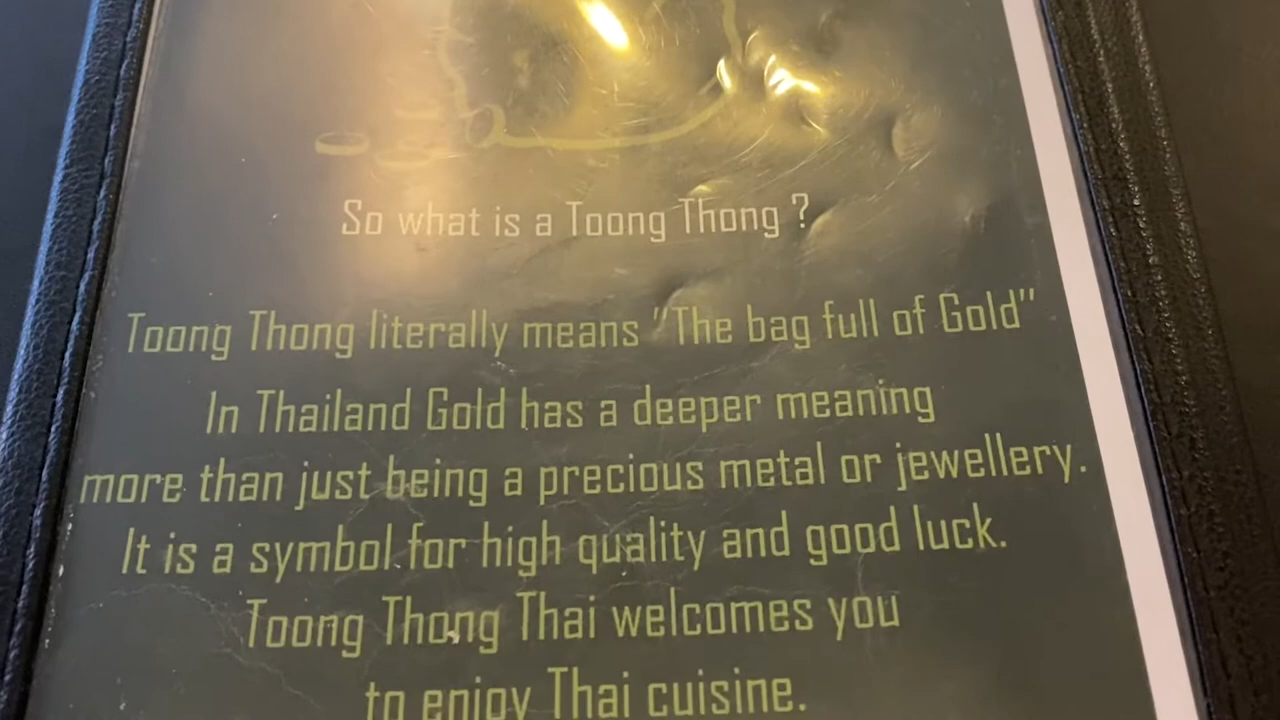 So what is a Toong Thong ?
Toong Thong literally means "The bag full of Gold"
In Thailand Gold has a deeper meaning
more than just being a precious metal or jewellery.
It is a symbol for high quality and good luck.
Toong Thong Thai welcomes you
to enjoy Thai cuisine.